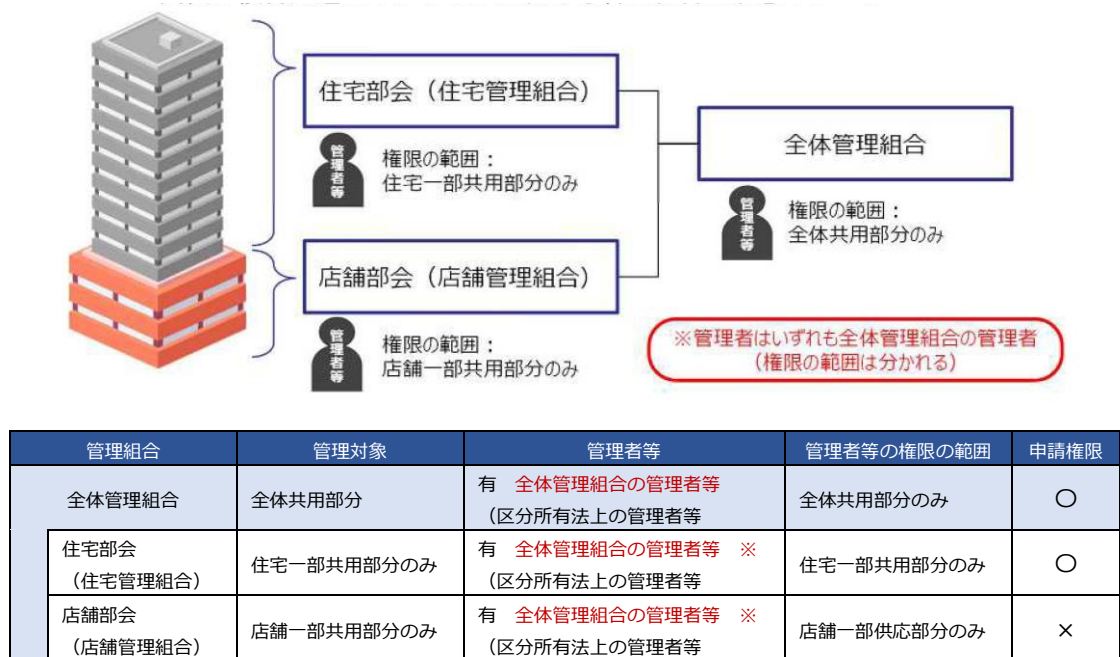 住宅部会（住宅管理組合）
管理者等
権限の範囲：
住宅一部共用部分のみ
全体管理組合
管理者等
権限の範囲：
全体共用部分のみ
店舗部会（店舗管理組合）
管理者等
権限の範囲：
店舗一部共用部分のみ
※管理者はいずれも全体管理組合の管理者
（権限の範囲は分かれる）
管理組合 管理対象 管理者等 管理者等の権限の範囲 申請権限
全体管理組合 全体共用部分 有　全体管理組合の管理者等 全体共用部分のみ 〇
（区分所有法上の管理者等
住宅部会 有　全体管理組合の管理者等　※
（住宅管理組合） 住宅一部共用部分のみ （区分所有法上の管理者等 住宅一部共用部分のみ 〇
店舗部会 有　全体管理組合の管理者等　※
（店舗管理組合） 店舗一部共用部分のみ （区分所有法上の管理者等 店舗一部供応部分のみ ×